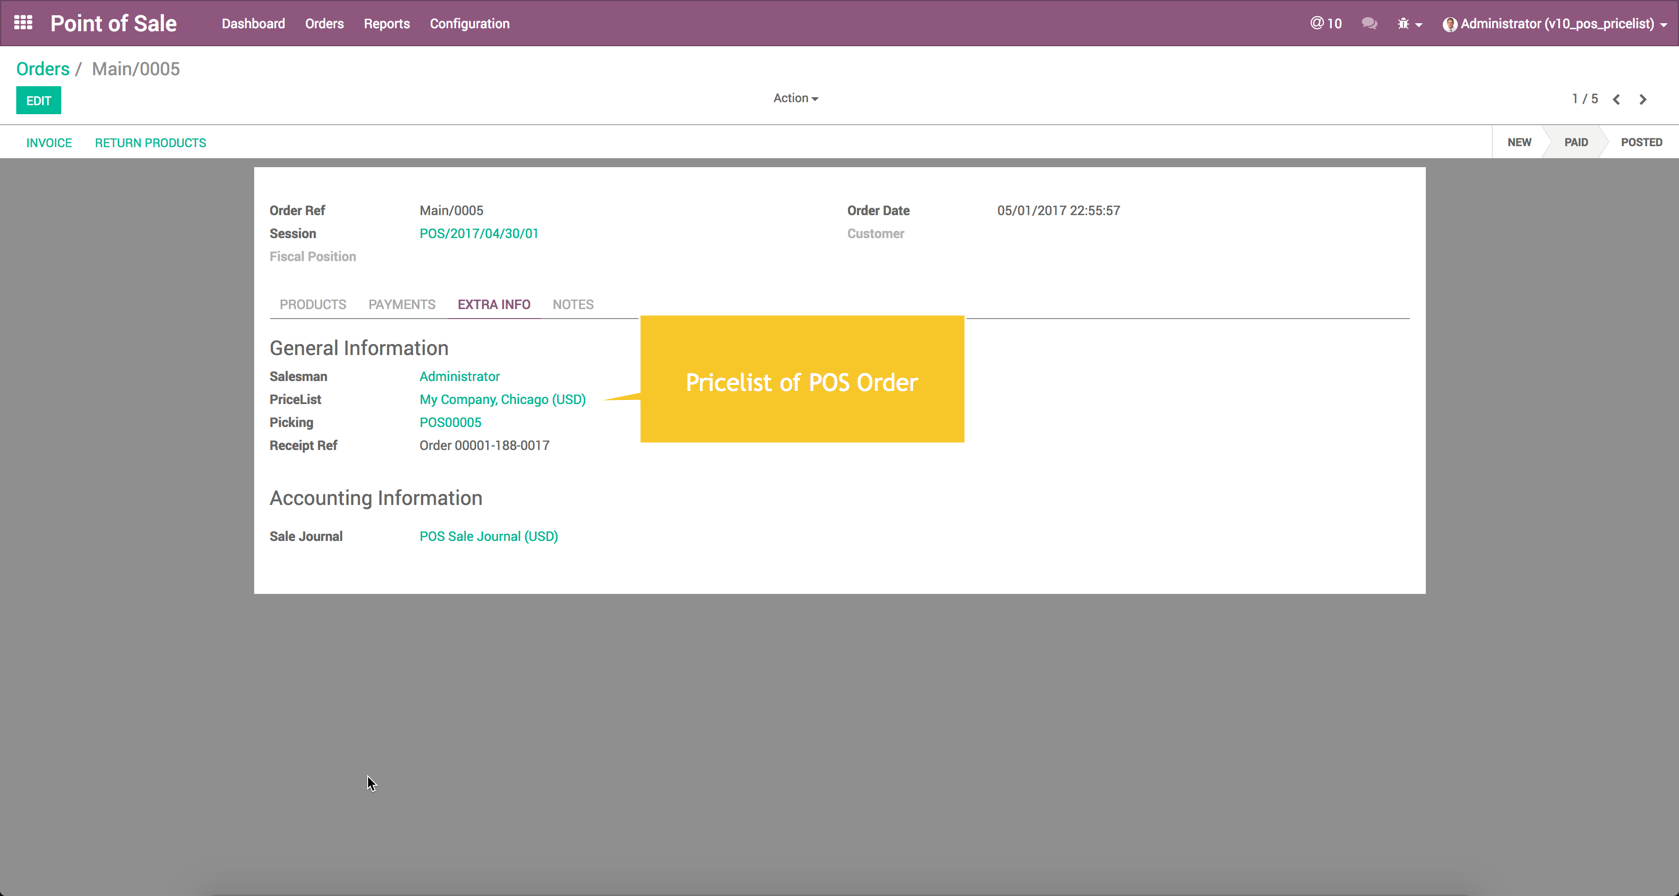 Point of Sale Dashboard Orders Reports Configuration @ 10 Administrator (v10_pos_pricelist)
Orders / Main/0005
EDIT Action 1 / 5
INVOICE RETURN PRODUCTS NEW PAID POSTED
Order Ref Main/0005 Order Date 05/01/2017 22:55:57
Session POS/2017/04/30/01 Customer
Fiscal Position
PRODUCTS PAYMENTS EXTRA INFO NOTES
General Information
Salesman Administrator
PriceList My Company, Chicago (USD)
Pricelist of POS Order
Picking POS00005
Receipt Ref Order 00001-188-0017
Accounting Information
Sale Journal POS Sale Journal (USD)